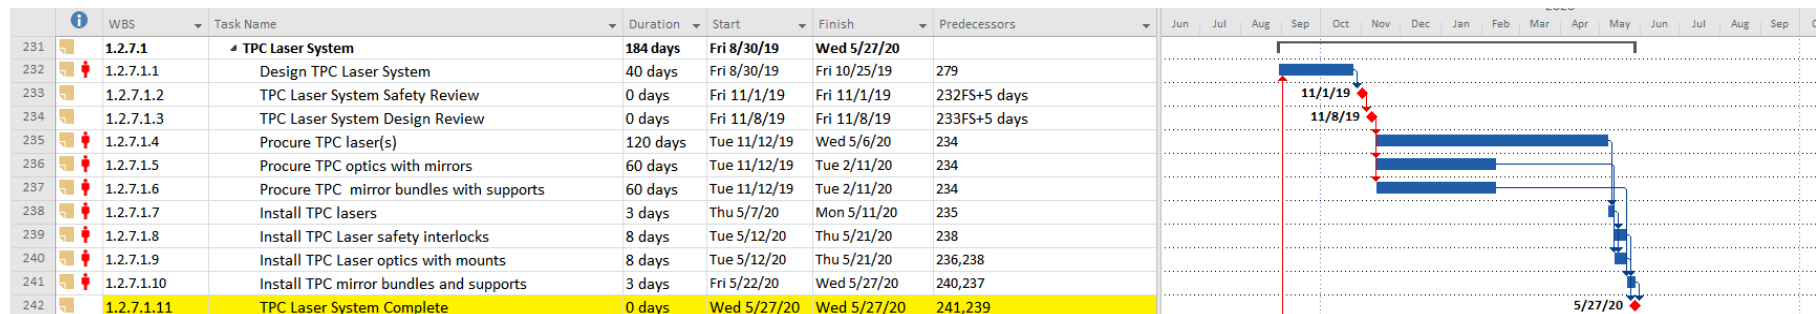 WBS Task Name Duration Start Finish Predecessors Jun Jul Aug Sep Oct Nov Dec Jan Feb Mar Apr May Jun Jul Aug Sep
231 1.2.7.1 TPC Laser System 184 days Fri 8/30/19 Wed 5/27/20
232 1.2.7.1.1 Design TPC Laser System 40 days Fri 8/30/19 Fri 10/25/19 279
233 1.2.7.1.2 TPC Laser System Safety Review 0 days Fri 11/1/19 Fri 11/1/19 232FS+5 days 11/1/19
234 1.2.7.1.3 TPC Laser System Design Review 0 days Fri 11/8/19 Fri 11/8/19 233FS+5 days 11/8/19
235 1.2.7.1.4 Procure TPC laser(s) 120 days Tue 11/12/19 Wed 5/6/20 234
236 1.2.7.1.5 Procure TPC optics with mirrors 60 days Tue 11/12/19 Tue 2/11/20 234
237 1.2.7.1.6 Procure TPC mirror bundles with supports 60 days Tue 11/12/19 Tue 2/11/20 234
238 1.2.7.1.7 Install TPC lasers 3 days Thu 5/7/20 Mon 5/11/20 235
239 1.2.7.1.8 Install TPC Laser safety interlocks 8 days Tue 5/12/20 Thu 5/21/20 238
240 1.2.7.1.9 Install TPC Laser optics with mounts 8 days Tue 5/12/20 Thu 5/21/20 236,238
241 1.2.7.1.10 Install TPC mirror bundles and supports 3 days Fri 5/22/20 Wed 5/27/20 240,237
242 1.2.7.1.11 TPC Laser System Complete 0 days Wed 5/27/20 Wed 5/27/20 241,239 5/27/20